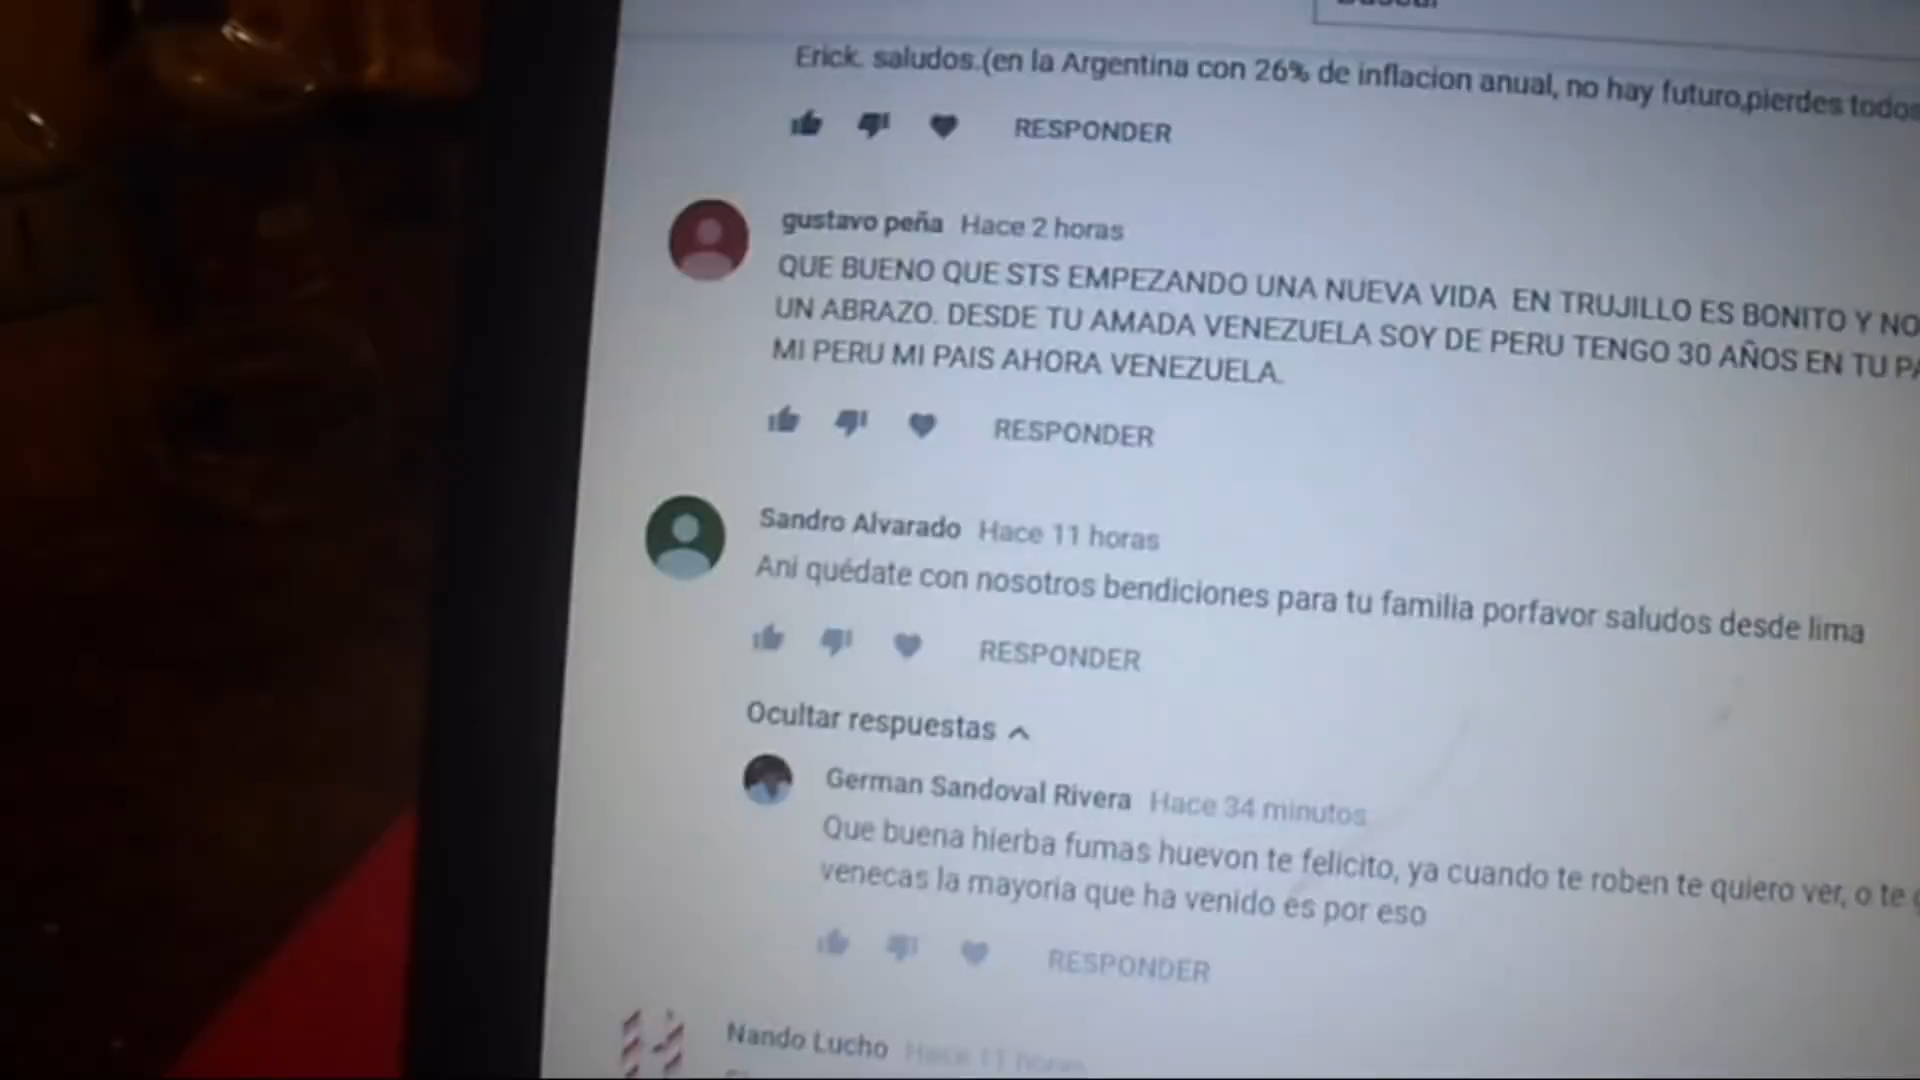 Erick. saludos.(en la Argentina con 26% de inflacion anual, no hay futuro,pierdes todos
RESPONDER
gustavo peña Hace 2 horas
QUE BUENO QUE STS EMPEZANDO UNA NUEVA VIDA EN TRUJILLO ES BONITO Y NO
UN ABRAZO. DESDE TU AMADA VENEZUELA SOY DE PERU TENGO 30 AÑOS EN TU
MI PERU MI PAIS AHORA VENEZUELA.
RESPONDER
Sandro Alvarado Hace 11 horas
Ani quédate con nosotros bendiciones para tu familia porfavor saludos desde lima
RESPONDER
Ocultar respuestas
German Sandoval Rivera Hace 34 minutos
Que buena hierba fumas huevon te felicito, ya cuando te roben te quiero ver, o te
venecas la mayoria que ha venido es por eso
RESPONDER
Nando Lucho Hace 11 horas